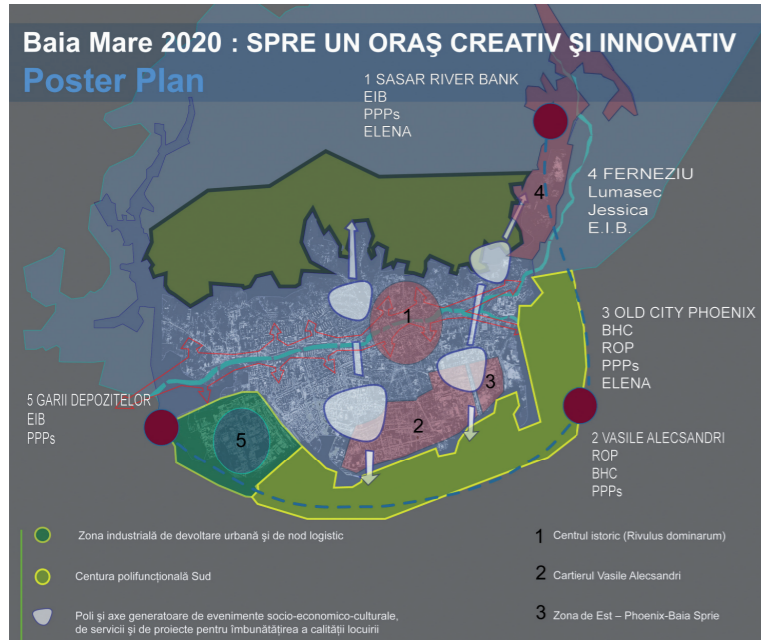 Baia Mare 2020 : SPRE UN ORAŞ CREATIV ŞI INNOVATIV
Poster Plan
1 SASAR RIVER BANK
EIB
PPPs
ELENA
4 FERNEZIU
Lumasec
Jessica
E.I.B.
4
3 OLD CITY PHOENIX
BHC
ROP
PPPs
ELENA
1
5 GARII DEPOZITELOR
EIB
PPPs
3
2
5
2 VASILE ALECSANDRI
ROP
BHC
PPPs
Zona industrială de devoltare urbană şi de nod logistic
Centura polifuncţională Sud
Poli şi axe generatoare de evenimente socio-economico-culturale,
de servicii şi de proiecte pentru îmbunătăţirea a calităţii locuirii
1 Centrul istoric (Rivulus dominarum)
2 Cartierul Vasile Alecsandri
3 Zona de Est – Phoenix-Baia Sprie